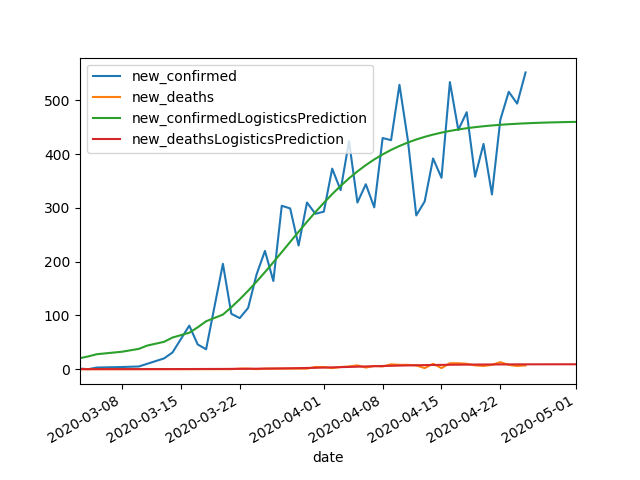 new_confirmed
new_deaths
new_confirmedLogisticsPrediction
new_deathsLogisticsPrediction
500
400
300
200
100
0
2020-03-08
2020-03-15
2020-03-22
2020-04-01
2020-04-08
2020-04-15
2020-04-22
2020-05-01
date